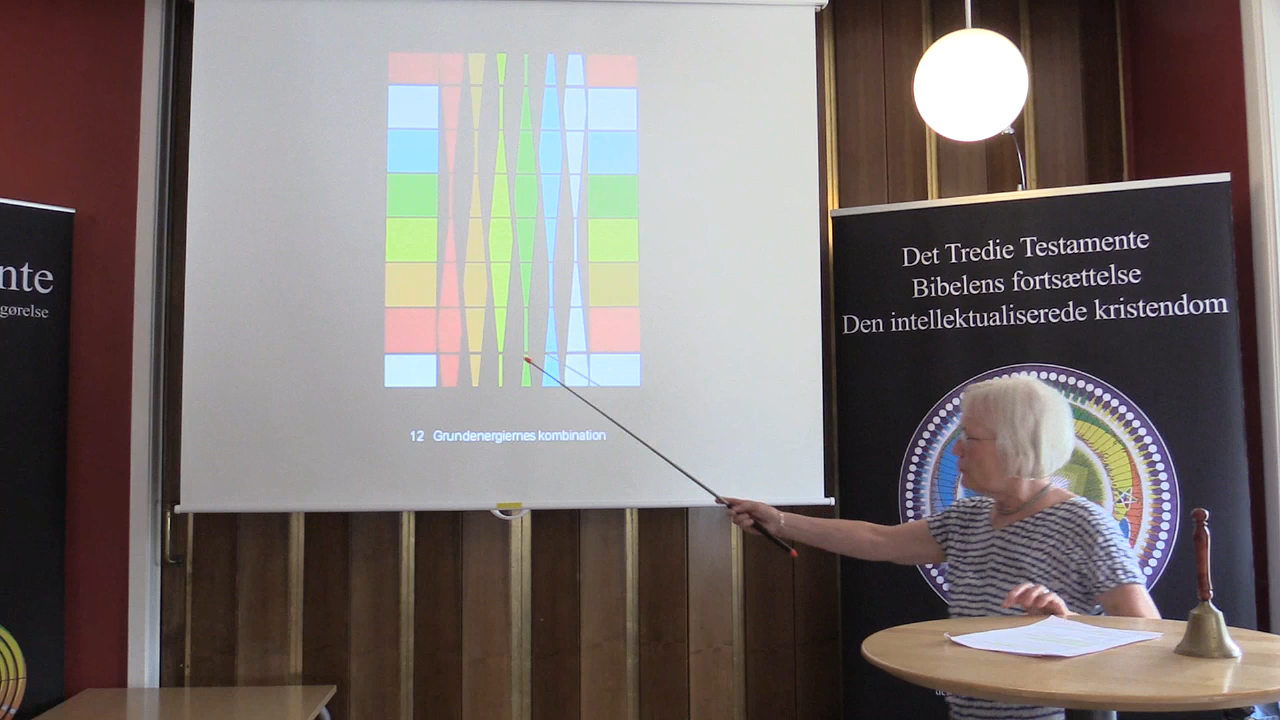 nte
gørelse
12 Grundenergiernes kombination
Det Tredie Testamente
Bibelens fortsættelse
Den intellektualiserede kristendom